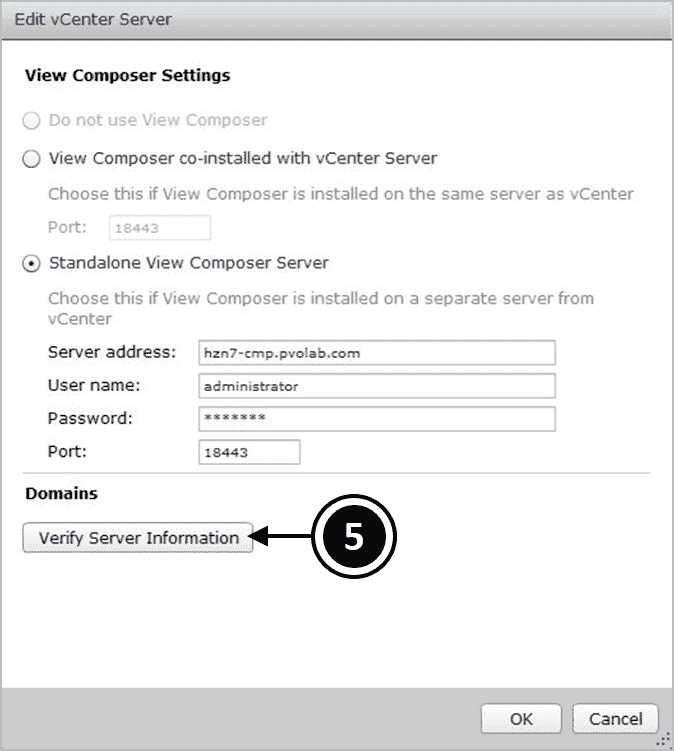 Edit vCenter Server
View Composer Settings
Do not use View Composer
View Composer co-installed with vCenter Server
Choose this if View Composer is installed on the same server as vCenter
Port: 18443
Standalone View Composer Server
Choose this if View Composer is installed on a separate server from
vCenter
Server address: hzn7-cmp.pvolab.com
User name: administrator
Password: *******
Port: 18443
Domains
Verify Server Information 5
OK Cancel